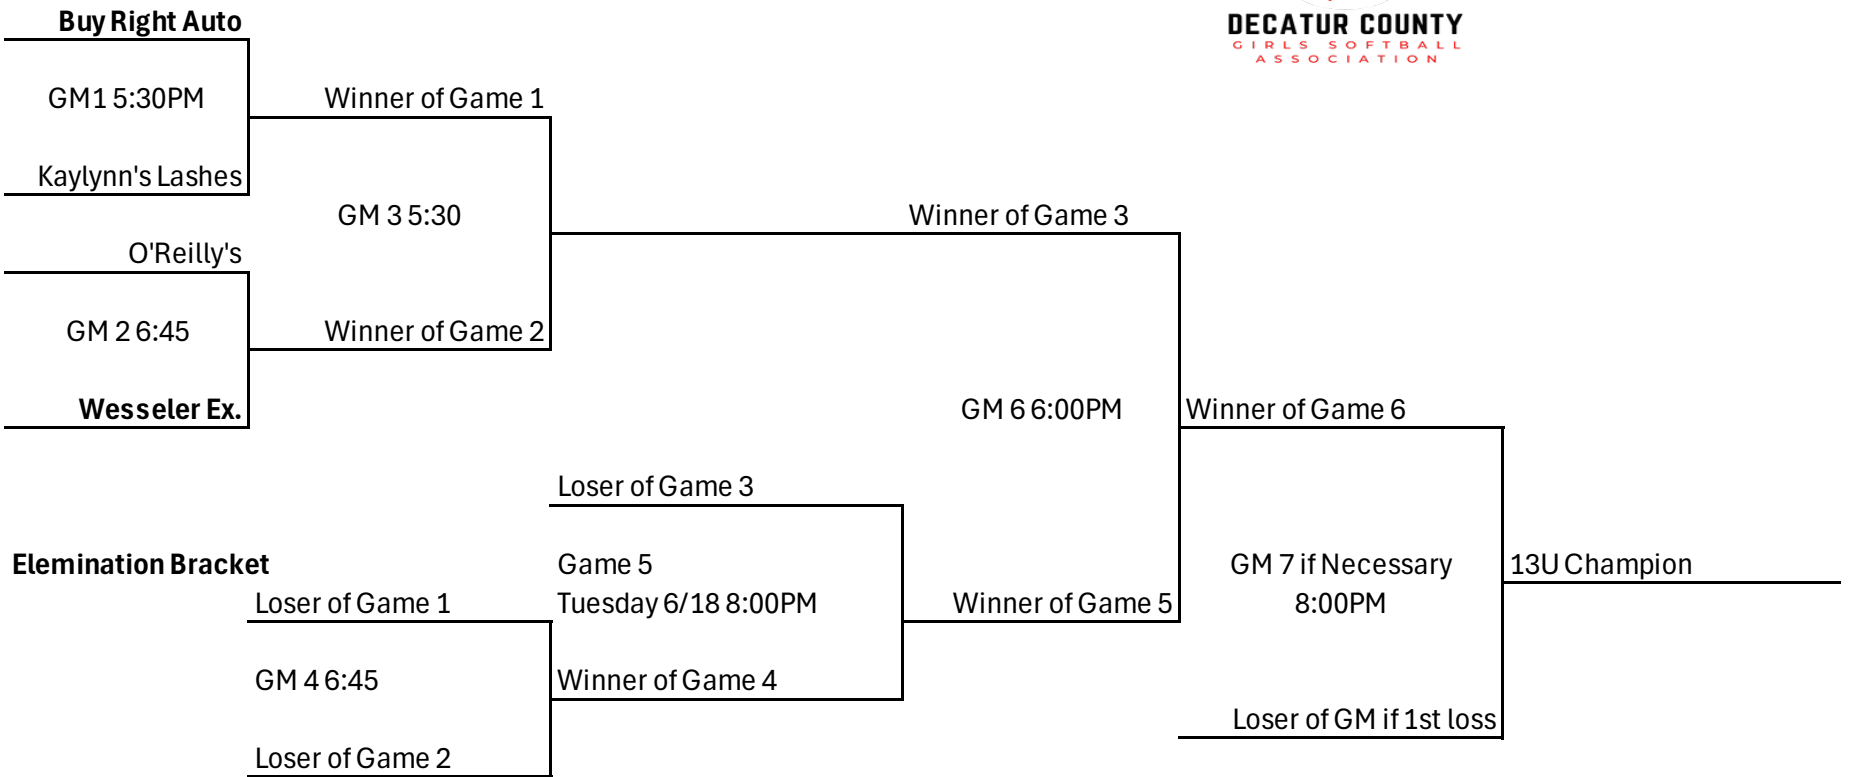 Buy Right Auto
DECATUR COUNTY
GIRLS SOFTBALL
ASSOCIATION
GM1 5:30PM
Winner of Game 1
Kaylynn's Lashes
GM 3 5:30
Winner of Game 3
O'Reilly's
GM 2 6:45
Winner of Game 2
Wesseler Ex.
GM 6 6:00PM
Winner of Game 6
Loser of Game 3
Elemination Bracket
Game 5
GM 7 if Necessary
13U Champion
Loser of Game 1
Tuesday 6/18 8:00PM
Winner of Game 5
8:00PM
GM 4 6:45
Winner of Game 4
Loser of GM if 1st loss
Loser of Game 2